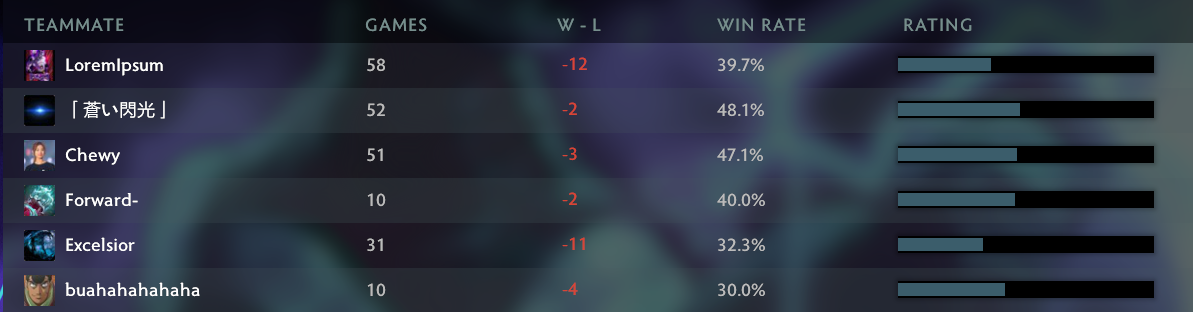 TEAMMATE GAMES W - L WIN RATE RATING
LoremIpsum 58 -12 39.7%
「蒼い閃光」 52 -2 48.1%
Chewy 51 -3 47.1%
Forward- 10 -2 40.0%
Excelsior 31 -11 32.3%
buahahahahaha 10 -4 30.0%